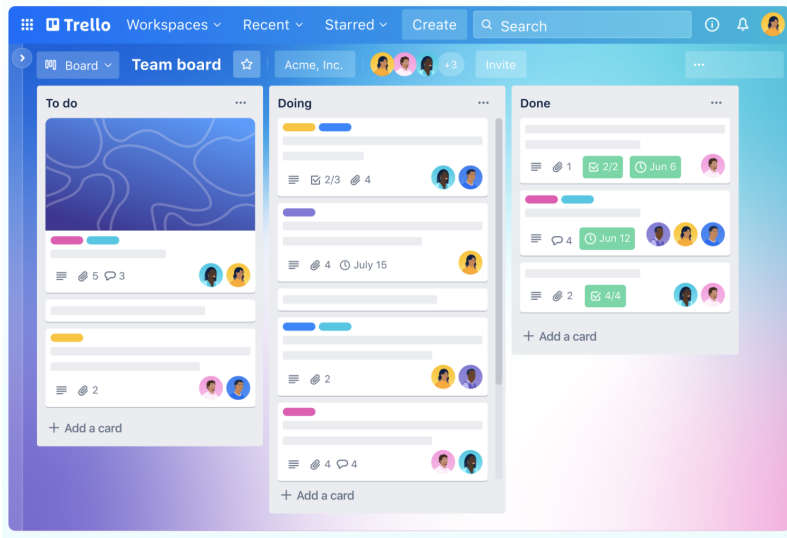 Trello Workspaces Recent Starred Create Search
Board Team board Acme, Inc. +3 Invite ...
To do ...
5 3
2
+ Add a card
Doing ...
2/3 4
4 July 15
2
4 4
+ Add a card
Done ...
1 2/2 Jun 6
4 Jun 12
2 4/4
+ Add a card